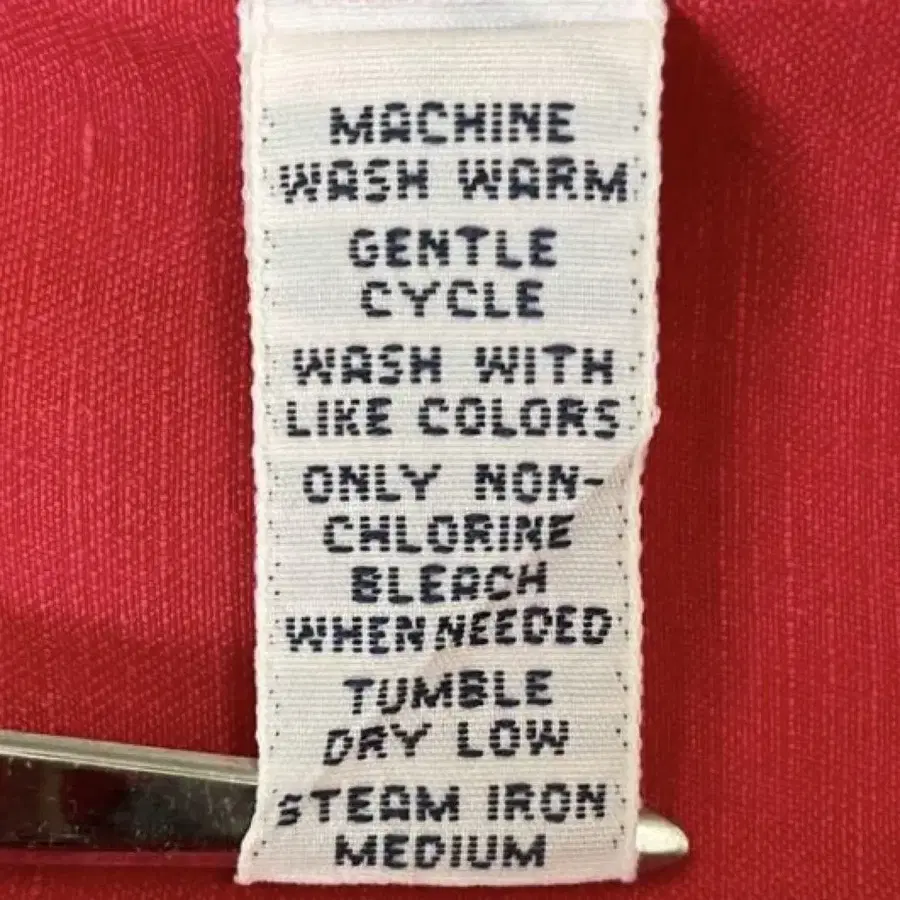 MACHINE
WASH WARM
GENTLE
CYCLE
WASH WITH
LIKE COLORS
ONLY NON-
CHLORINE
BLEACH
WHEN NEEDED
TUMBLE
DRY LOW
STEAM IRON
MEDIUM